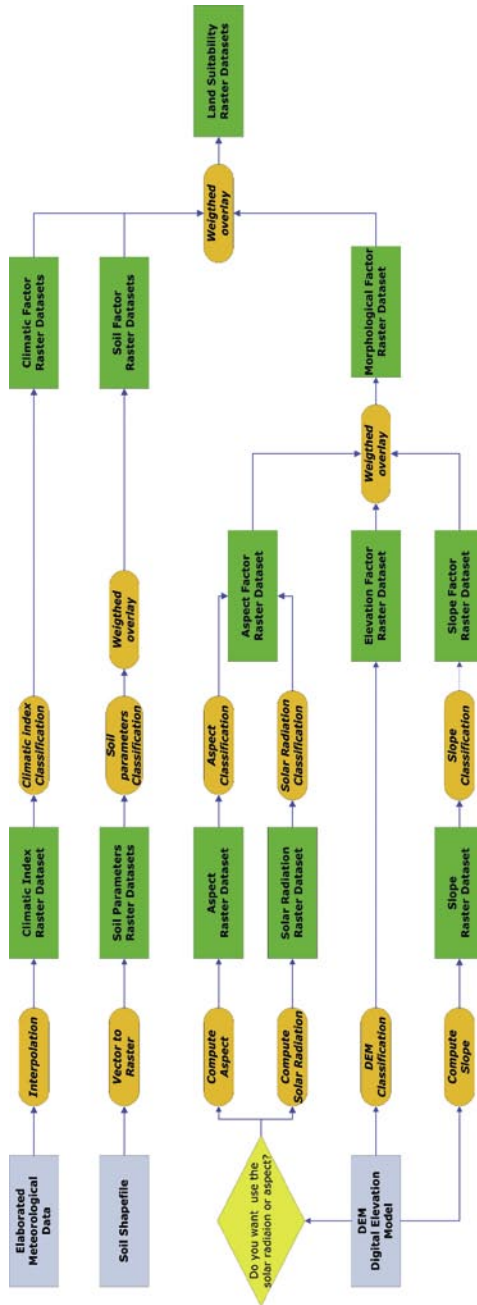 Elaborated
Meteorological
Data
Interpolation
Climatic Index
Raster Dataset
Climatic index
Classification
Climatic Factor
Raster Datasets
Soil Shapefile
Vector to
Raster
Soil Parameters
Raster Datasets
Soil
parameters
Classification
Weigthed
overlay
Soil Factor
Raster Datasets
Weigthed
overlay
Land Suitability
Raster Datasets
Do you want  use the
solar radiaion or aspect?
Compute
Aspect
Aspect
Raster Dataset
Aspect
Classification
Compute
Solar Radiation
Solar Radiation
Raster Dataset
Solar Radiation
Classification
Aspect Factor
Raster Dataset
DEM
Digital Elevation
Model
DEM
Classification
Elevation Factor
Raster Dataset
Weigthed
overlay
Morphological Factor
Raster Dataset
Compute
Slope
Slope
Raster Dataset
Slope
Classification
Slope Factor
Raster Dataset